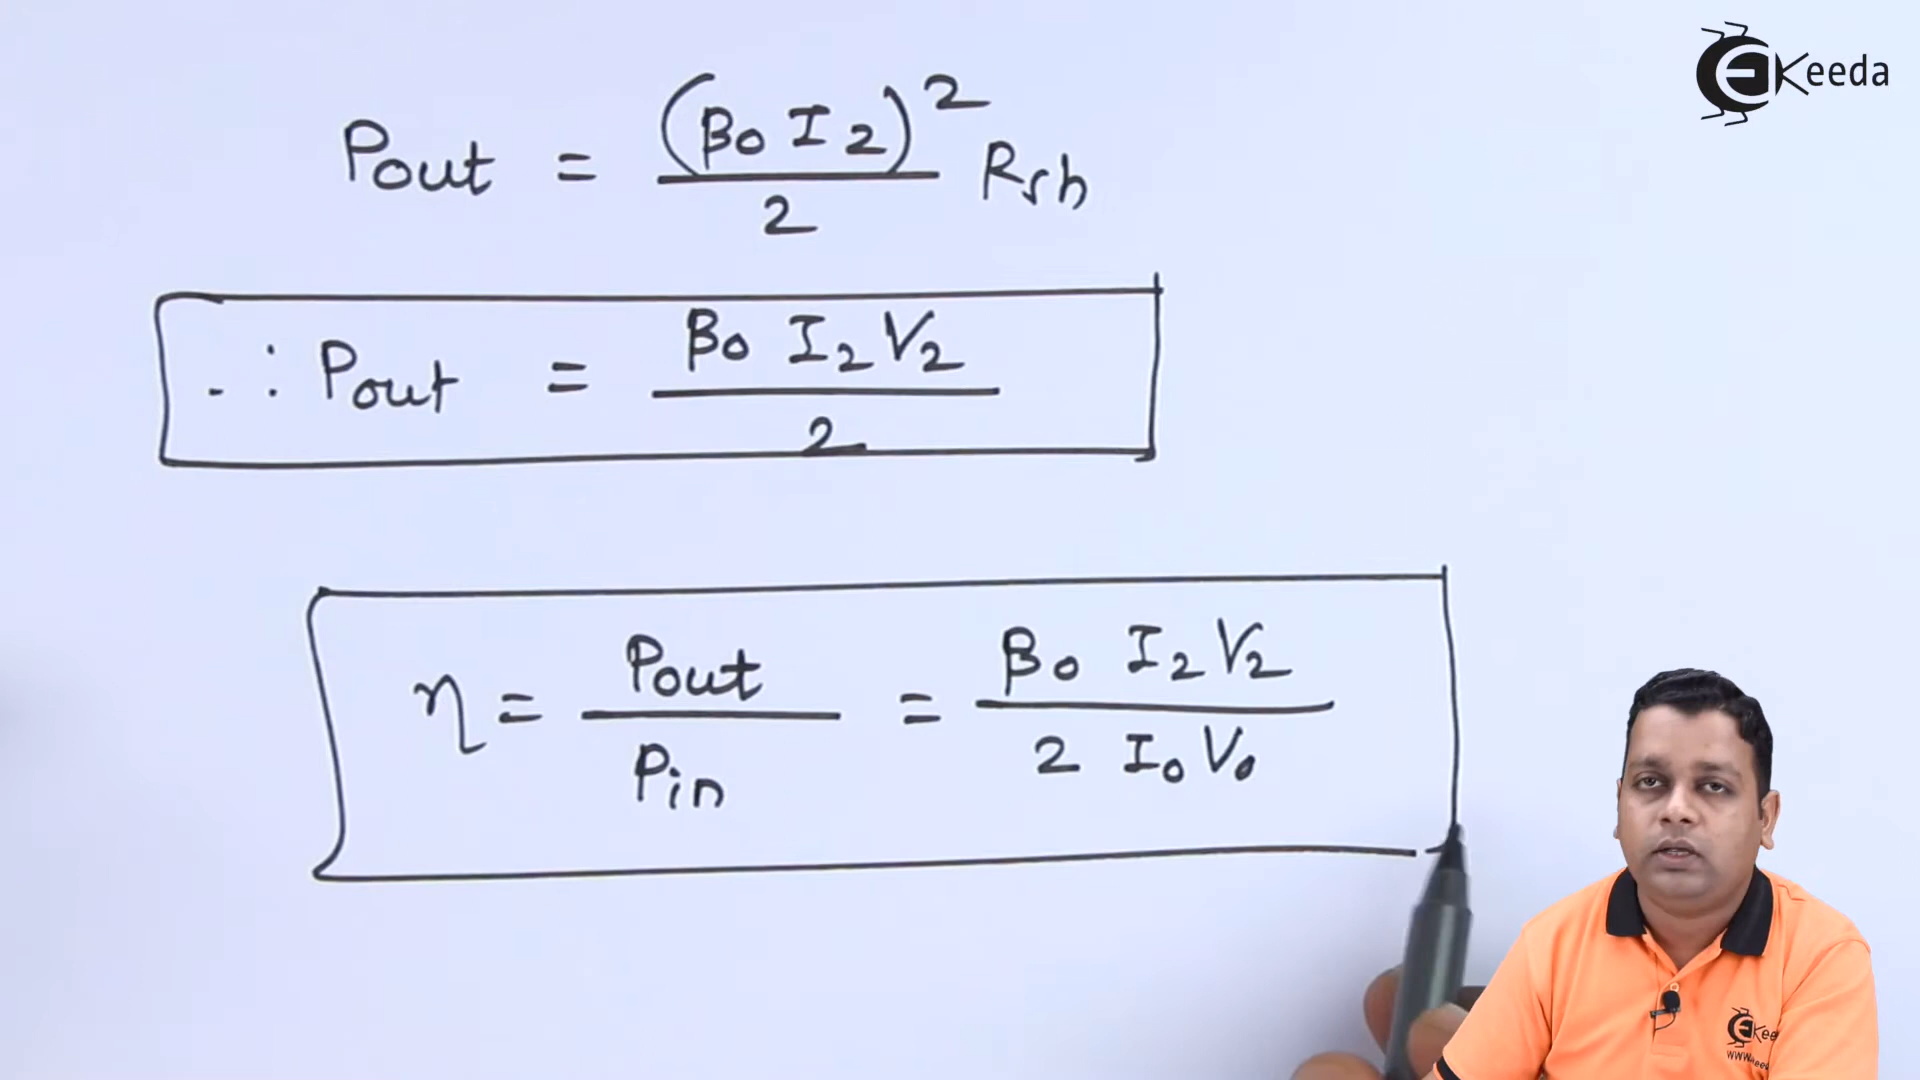 EKeeda
Pout = (β0 I2)^2 / 2 Rsh
∴ Pout = β0 I2 V2 / 2
η = Pout / Pin = β0 I2 V2 / 2 I0 V0